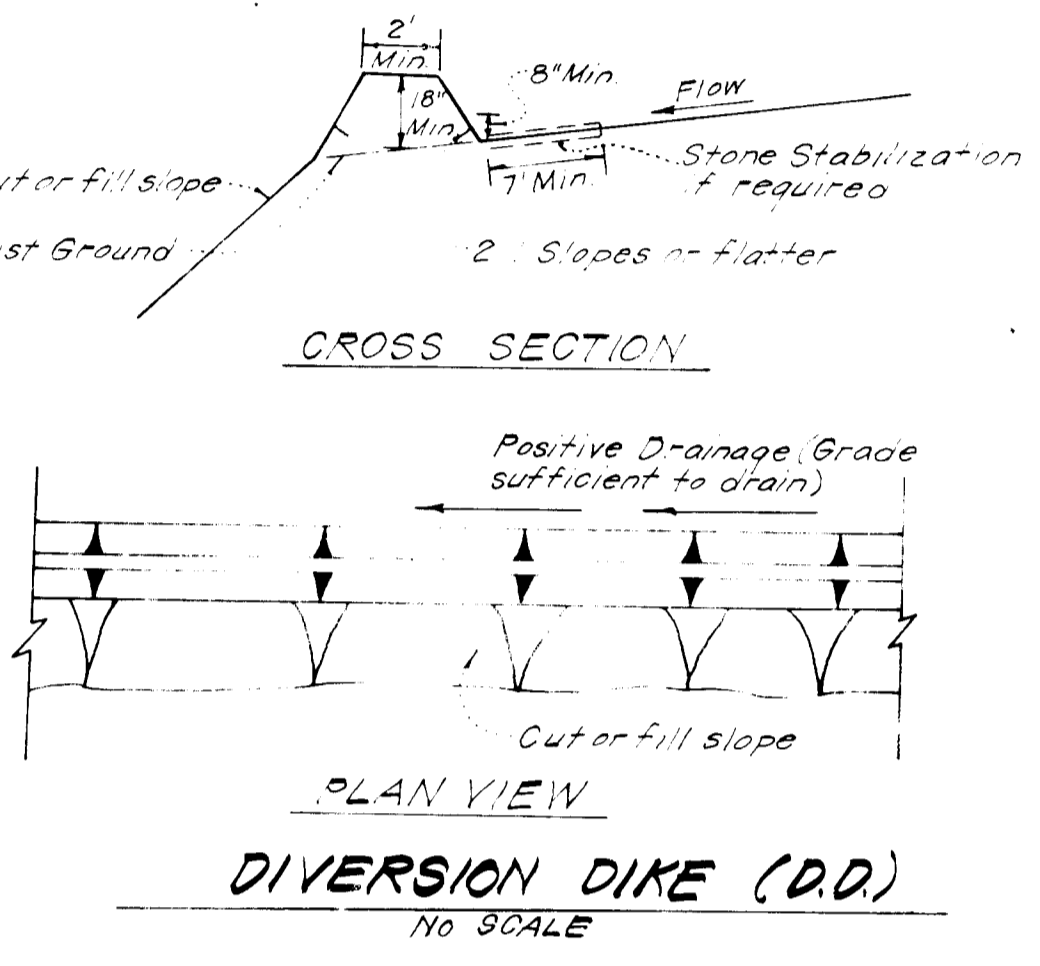 2'
Min.
8" Min.
Flow
18"
Min
Stone Stabilization
if required
7' Min.
ut or fill slope
st Ground
2 : Slopes or flatter
CROSS SECTION
Positive Drainage (Grade
sufficient to drain)
Cut or fill slope
PLAN VIEW
DIVERSION DIKE (D.D.)
NO SCALE